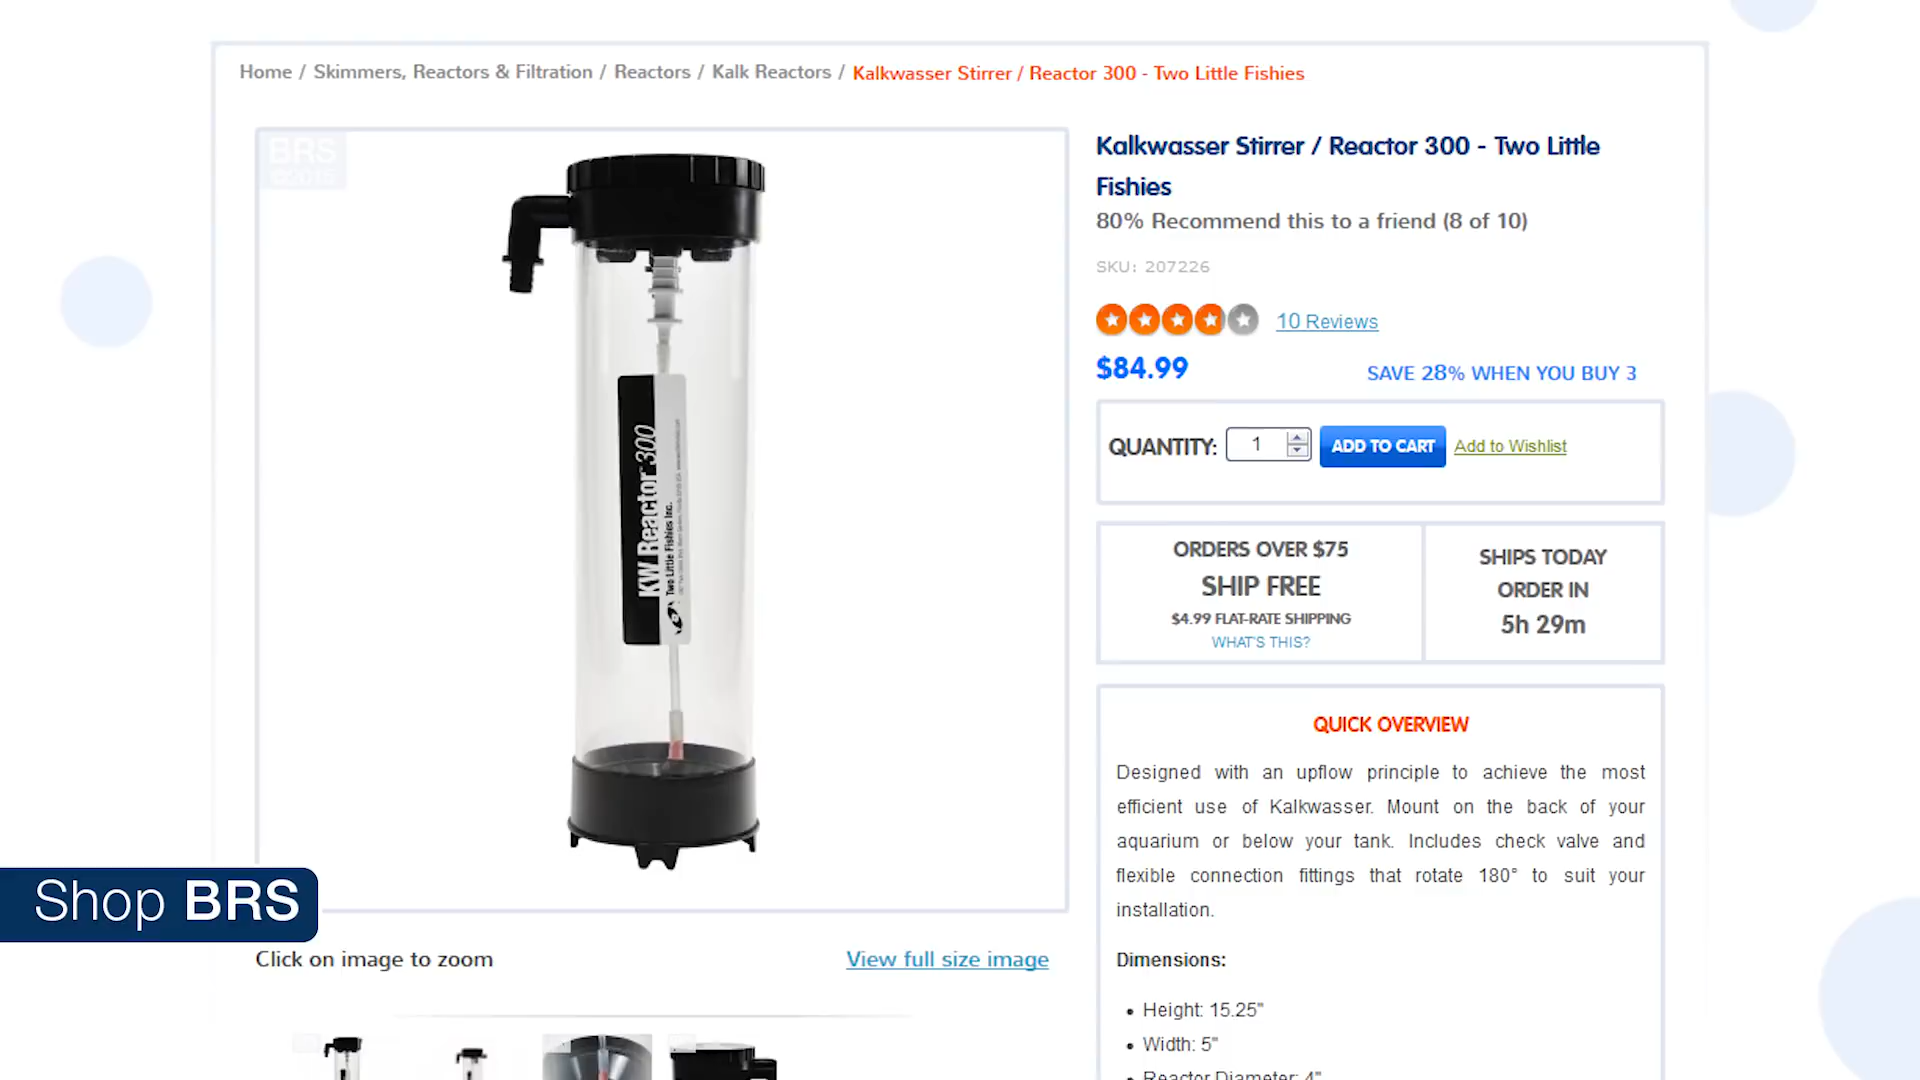 Home / Skimmers, Reactors & Filtration / Reactors / Kalk Reactors / Kalkwasser Stirrer / Reactor 300 - Two Little Fishies
BRS
©2015
KW Reactor 300
Two Little Fishies Inc.
Kalkwasser Stirrer / Reactor 300 - Two Little
Fishies
80% Recommend this to a friend (8 of 10)
SKU: 207226
10 Reviews
$84.99
SAVE 28% WHEN YOU BUY 3
QUANTITY: 1 ADD TO CART Add to Wishlist
ORDERS OVER $75
SHIP FREE
$4.99 FLAT-RATE SHIPPING
WHAT'S THIS?
SHIPS TODAY
ORDER IN
5h 29m
QUICK OVERVIEW
Designed with an upflow principle to achieve the most
efficient use of Kalkwasser. Mount on the back of your
aquarium or below your tank. Includes check valve and
flexible connection fittings that rotate 180° to suit your
installation.
Dimensions:
• Height: 15.25"
• Width: 5"
• Reactor Diameter: 4"
Shop BRS
Click on image to zoom
View full size image